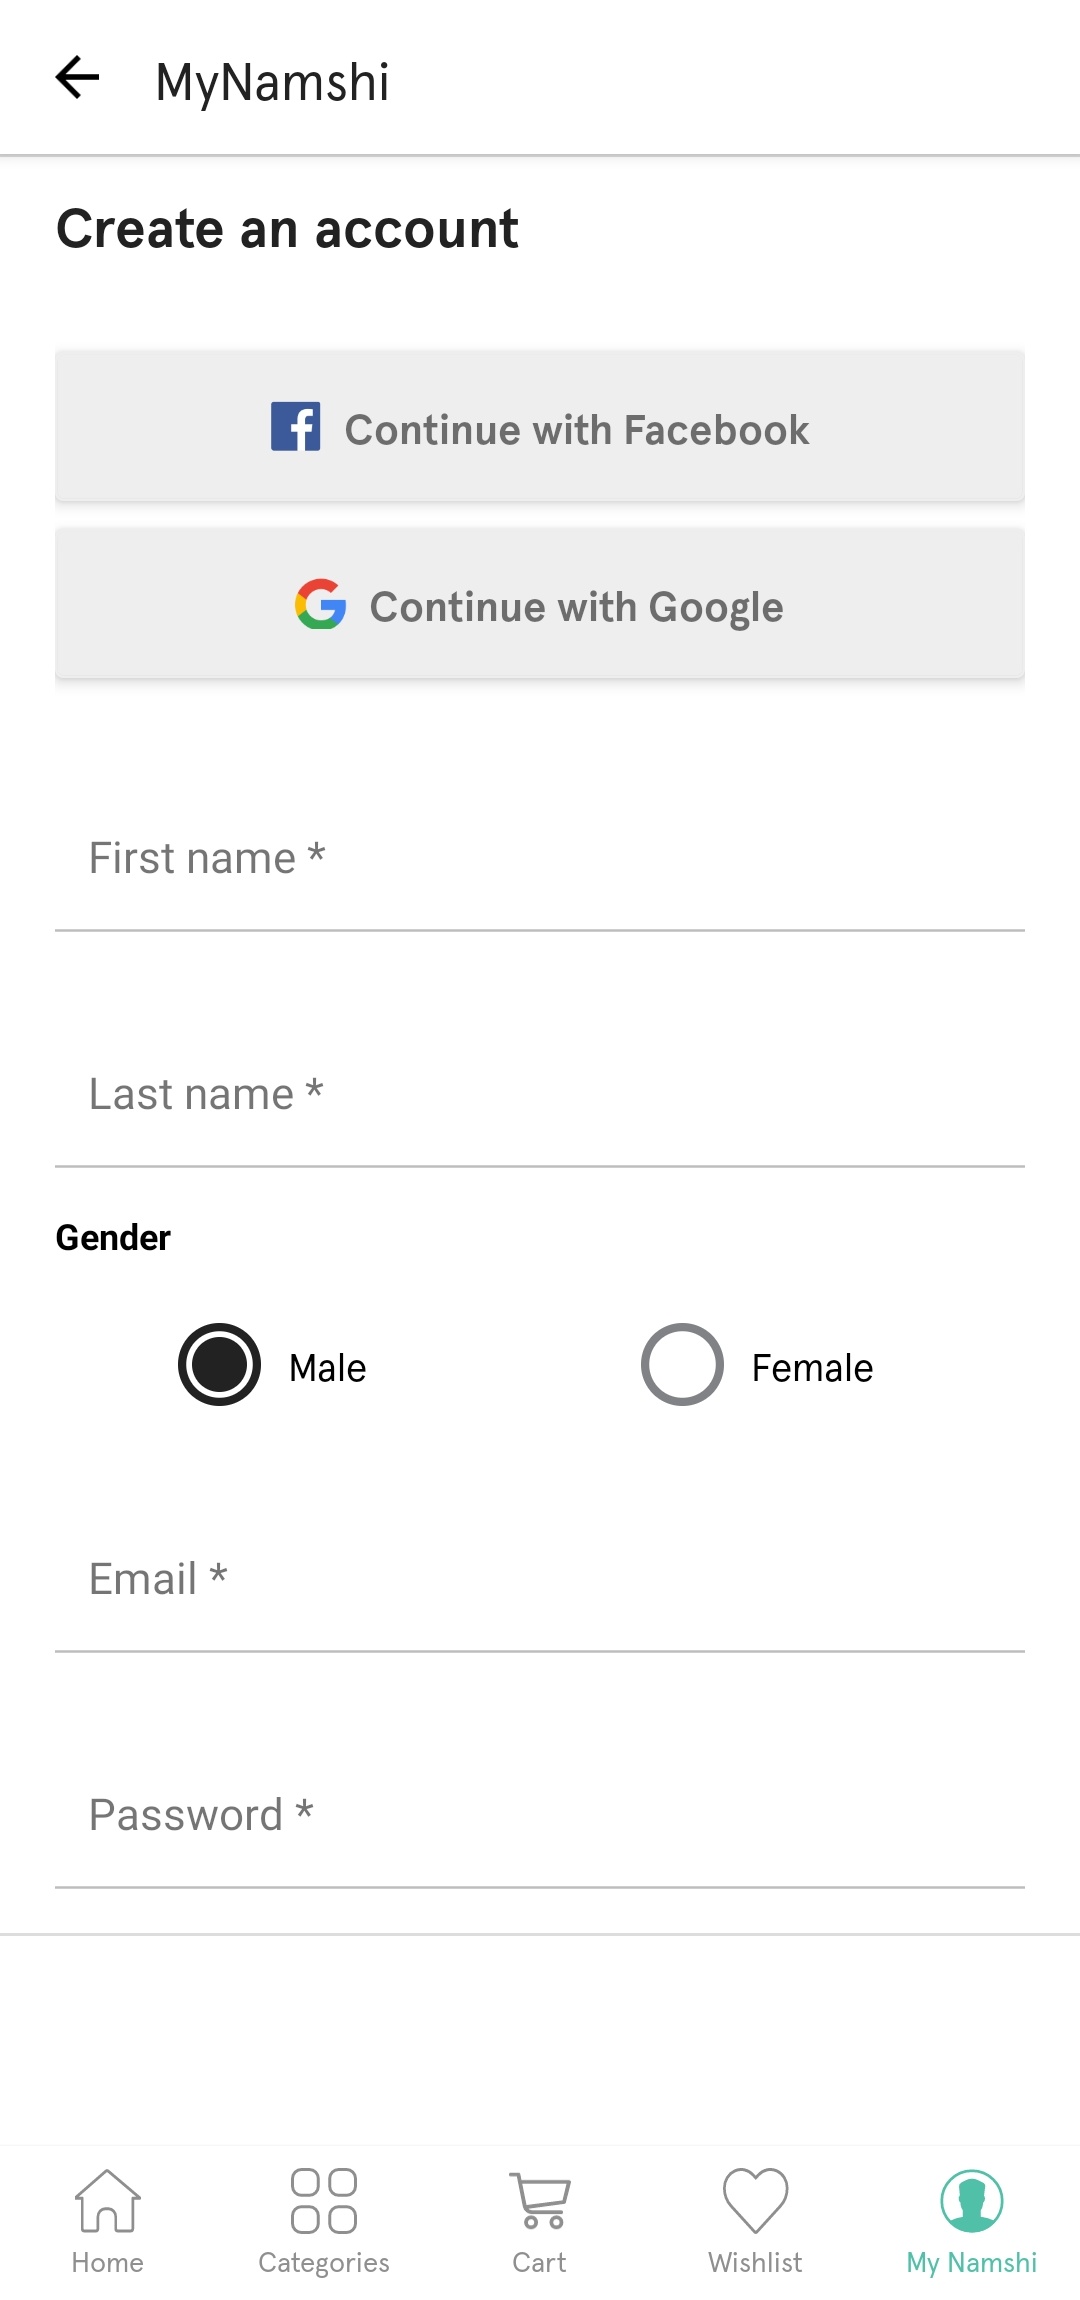 MyNamshi
Create an account
Continue with Facebook
Continue with Google
First name *
Last name *
Gender
Male
Female
Email *
Password *
Home
Categories
Cart
Wishlist
My Namshi